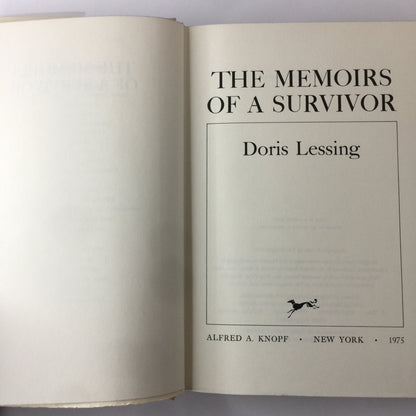 THE MEMOIRS
OF A SURVIVOR
Doris Lessing
ALFRED A. KNOPF • NEW YORK • 1975